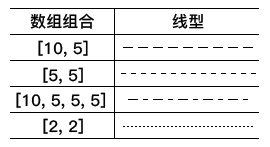 数组组合 线型
[10, 5]
[5, 5]
[10, 5, 5, 5]
[2, 2]